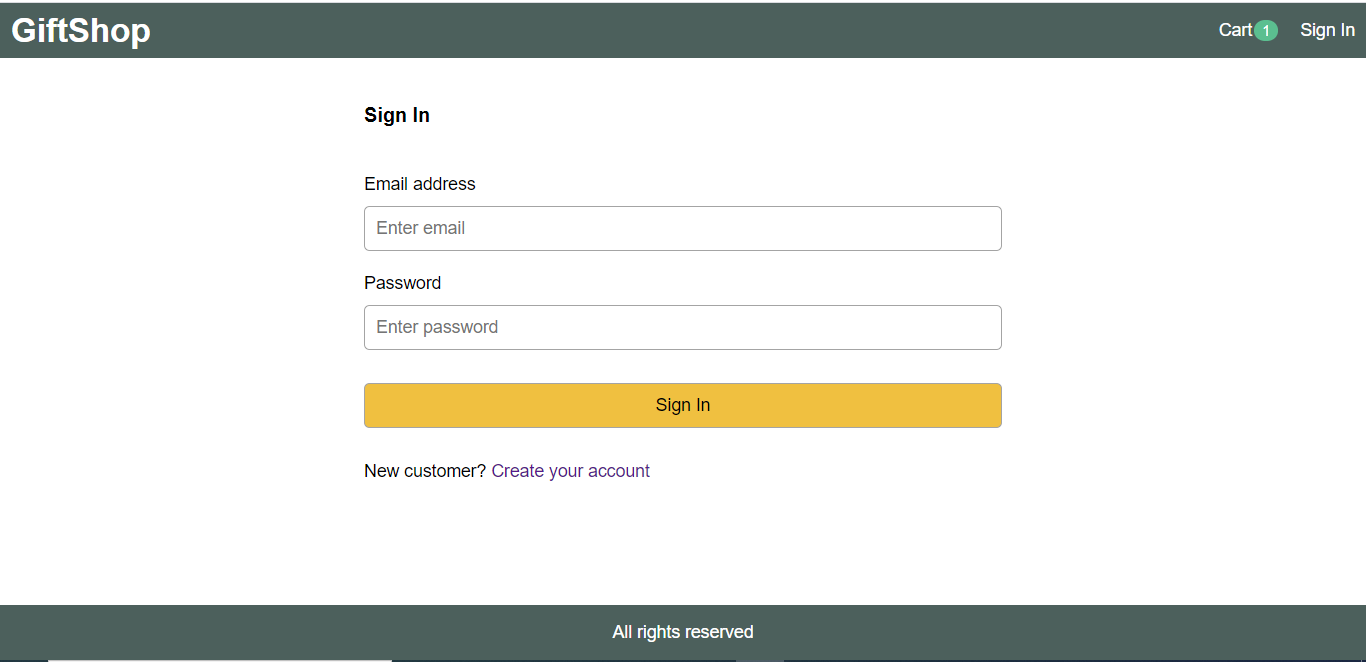 GiftShop
Cart 1 Sign In
Sign In
Email address
Enter email
Password
Enter password
Sign In
New customer? Create your account
All rights reserved